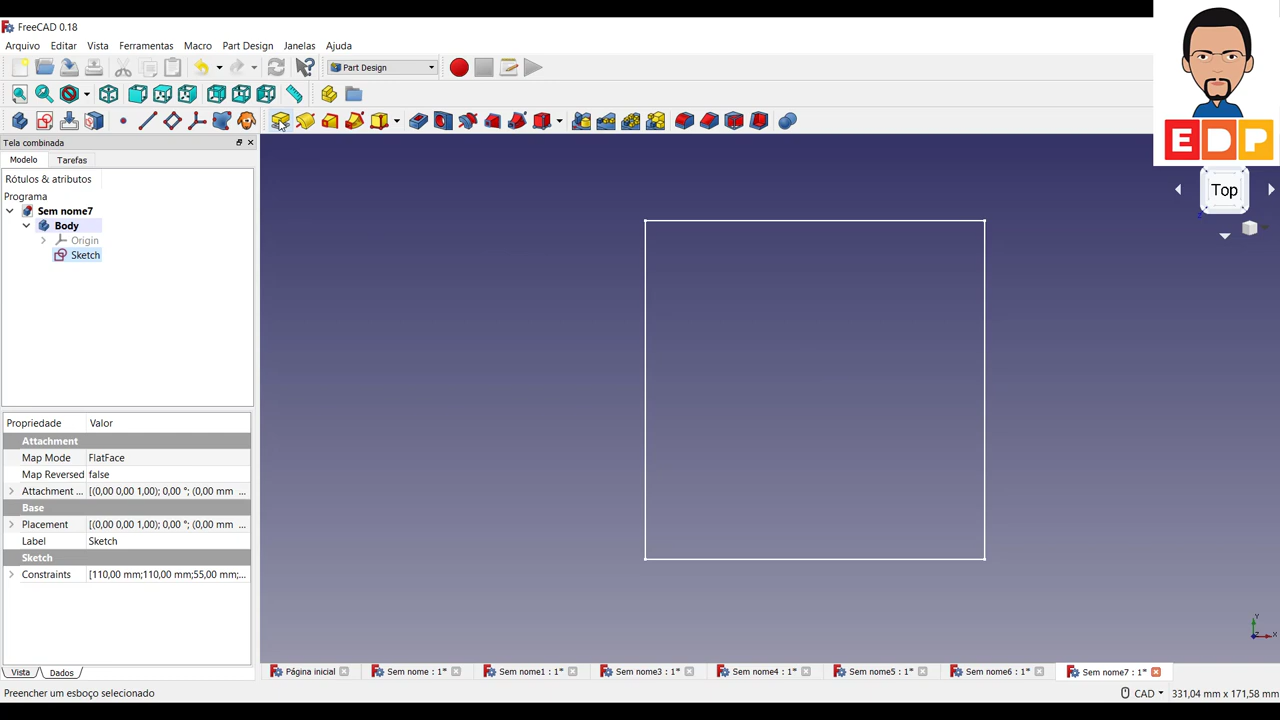 FreeCAD 0.18
Arquivo Editar Vista Ferramentas Macro Part Design Janelas Ajuda
Part Design
Tela combinada
Modelo Tarefas
Rótulos & atributos
Programa
Sem nome7
Body
Origin
Sketch
Propriedade Valor
Attachment
Map Mode FlatFace
Map Reversed false
Attachment ... [(0,00 0,00 1,00); 0,00 °; (0,00 mm ...
Base
Placement [(0,00 0,00 1,00); 0,00 °; (0,00 mm ...
Label Sketch
Sketch
Constraints [110,00 mm;110,00 mm;55,00 mm;...
Vista Dados
EDP
Top
Z
Y
X
Página inicial Sem nome : 1* Sem nome1 : 1* Sem nome3 : 1* Sem nome4 : 1* Sem nome5 : 1* Sem nome6 : 1* Sem nome7 : 1*
Preencher um esboço selecionado
CAD 331,04 mm x 171,58 mm